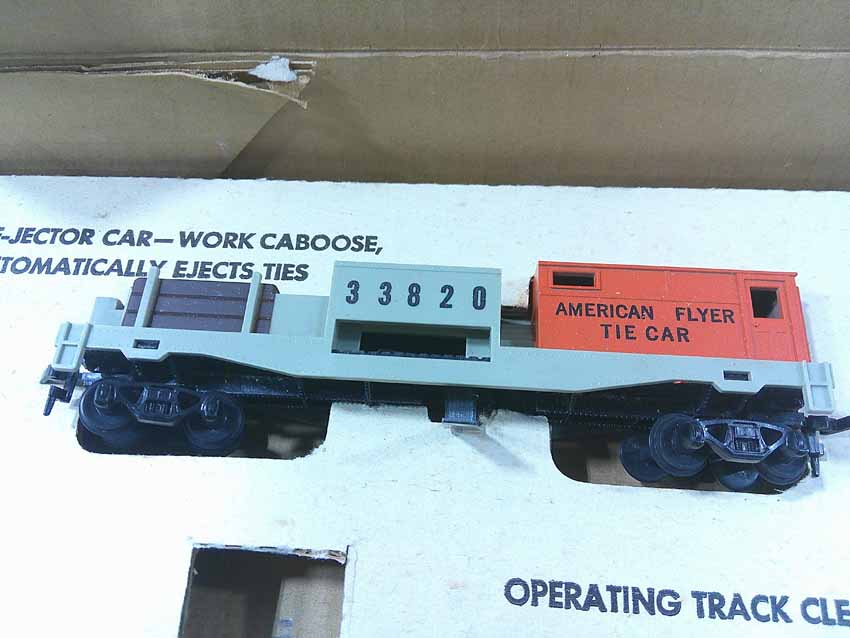 -JECTOR CAR—WORK CABOOSE,
TOMATICALLY EJECTS TIES
33820
AMERICAN FLYER
TIE CAR
OPERATING TRACK CLE